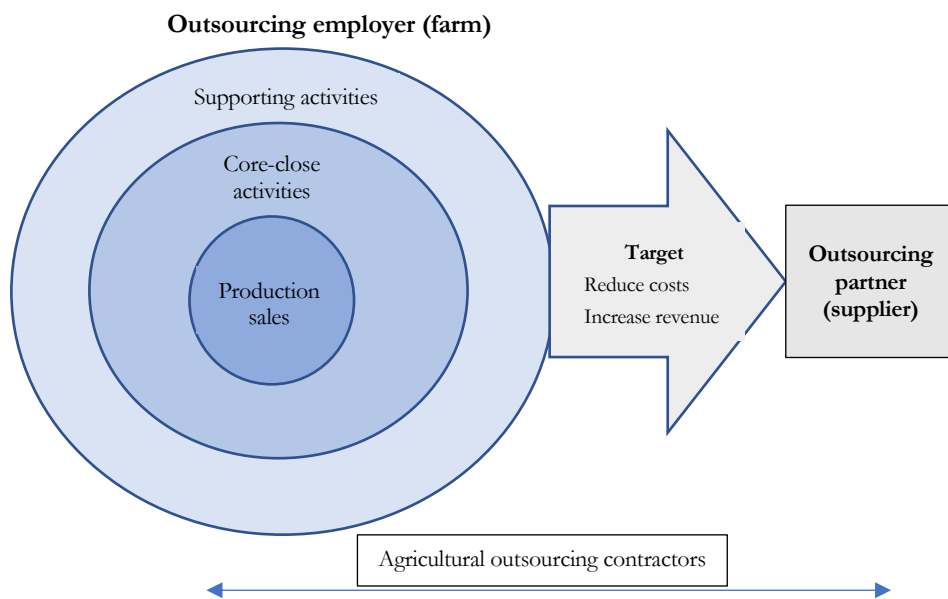 Outsourcing employer (farm)
Supporting activities
Core-close
activities
Production
sales
Target
Reduce costs
Increase revenue
Outsourcing
partner
(supplier)
Agricultural outsourcing contractors